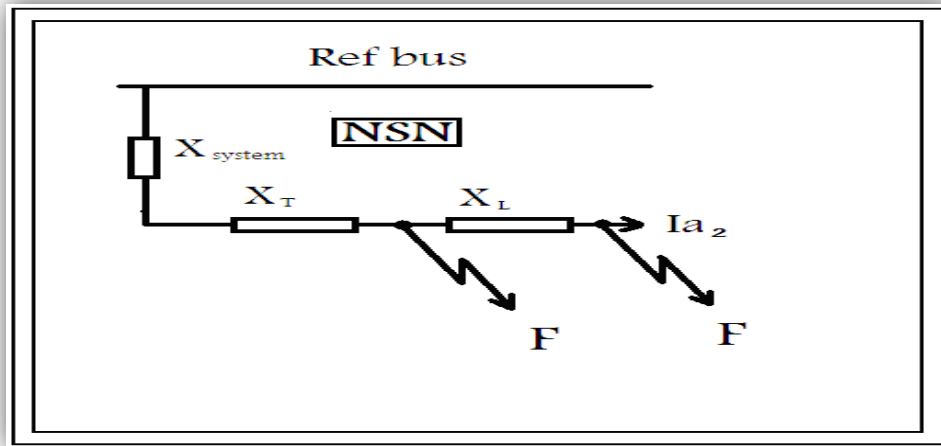 Ref bus
NSN
X system
X T
X L
Ia 2
F
F